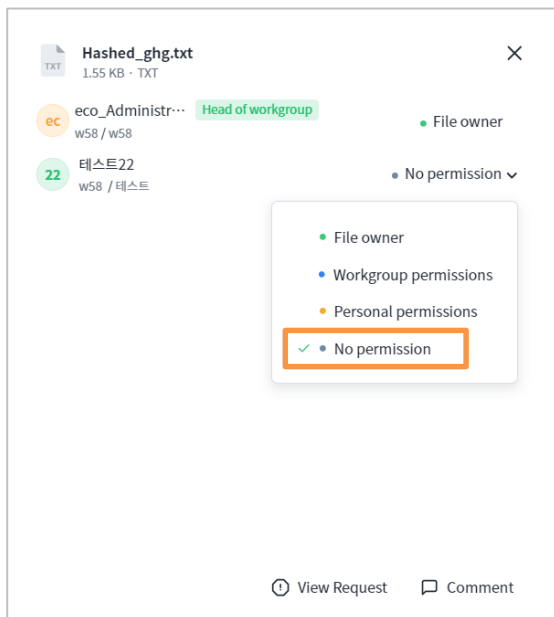 Hashed_ghg.txt
TXT
1.55 KB · TXT
ec
eco_Administr··· Head of workgroup
w58 / w58
File owner
22
테스트22
w58 / 테스트
No permission
File owner
Workgroup permissions
Personal permissions
No permission
View Request
Comment